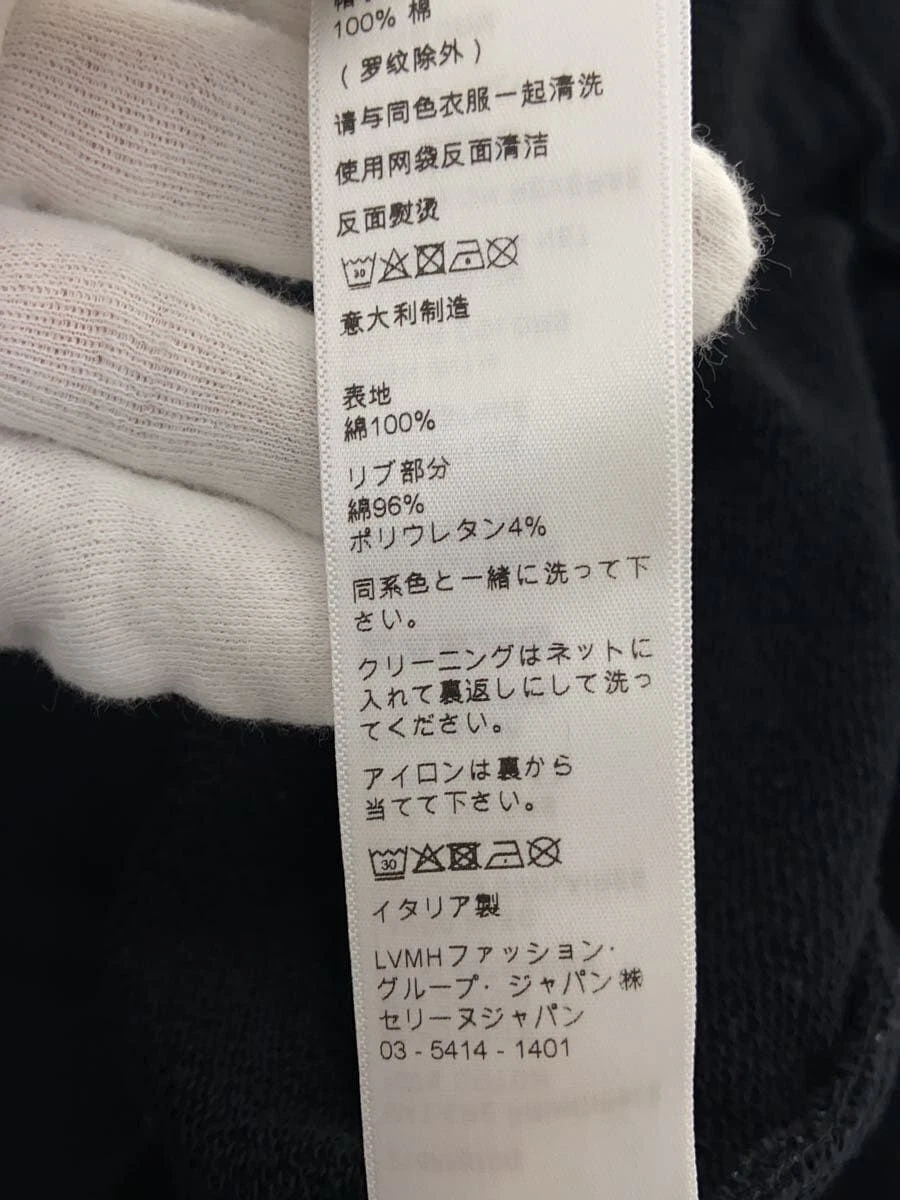 100% 棉
(罗纹除外)
请与同色衣服一起清洗
使用网袋反面清洁
反面熨烫
30
意大利制造
表地
綿100%
リブ部分
綿96%
ポリウレタン4%
同系色と一緒に洗って下
さい。
クリーニングはネットに
入れて裏返しにして洗っ
てください。
アイロンは裏から
当てて下さい。
30
イタリア製
LVMHファッション·
グループ· ジャパン㈱
セリーヌジャパン
03 - 5414 - 1401